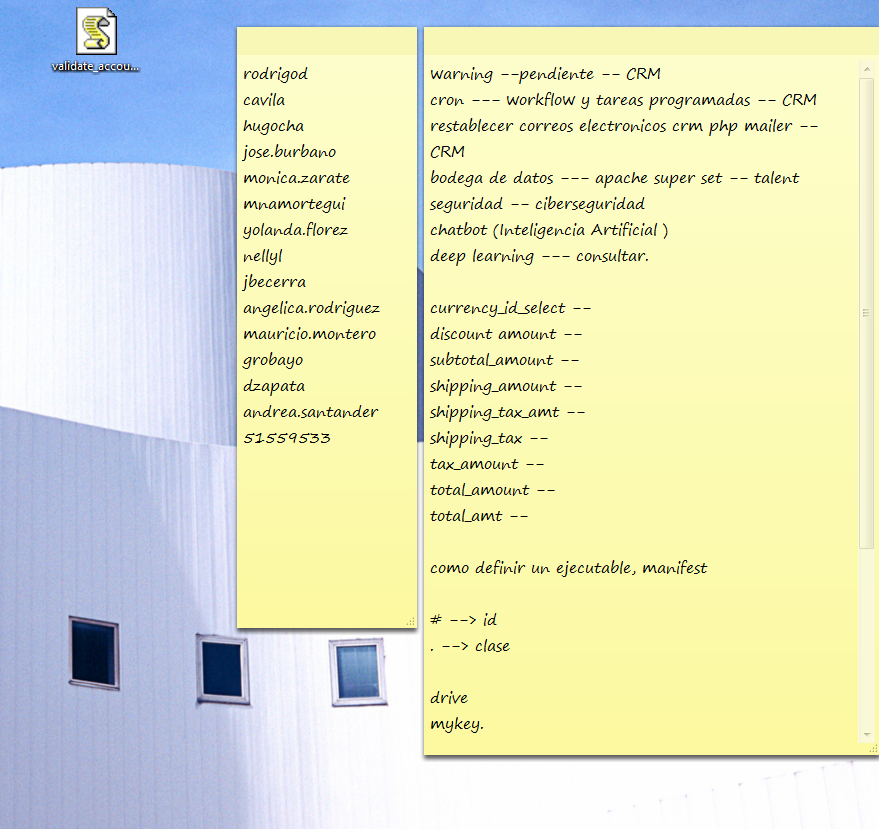 validate_accou...
rodrigod
cavila
hugocha
jose.burbano
monica.zarate
mnamortegui
yolanda.florez
nellyl
jbecerra
angelica.rodriguez
mauricio.montero
grobayo
dzapata
andrea.santander
51559533
Warning --pendiente -- CRM
cron --- workflow y tareas programadas -- CRM
restablecer correos electronicos crm php mailer --
CRM
bodega de datos --- apache super set -- talent
seguridad -- ciberseguridad
chatbot (Inteligencia Artificial )
deep learning --- consultar.
currency_id_select --
discount amount --
subtotal_amount --
shipping_amount --
shipping_tax_amt --
shipping_tax --
tax_amount --
total_amount --
total_amt --
como definir un ejecutable, manifest
# --> id
. --> clase
drive
mykey.